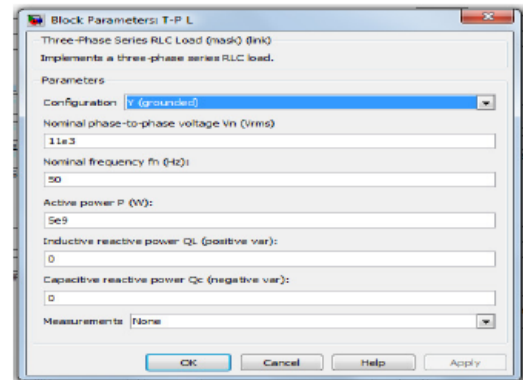 Block Parameters: T-P L
Three-Phase Series RLC Load (mask) (link)
Implements a three-phase series RLC load.
Parameters
Configuration Y (grounded)
Nominal phase-to-phase voltage Vn (Vrms)
11e3
Nominal frequency fn (Hz):
50
Active power P (W):
5e9
Inductive reactive power QL (positive var):
0
Capacitive reactive power Qc (negative var):
0
Measurements None
OK Cancel Help Apply